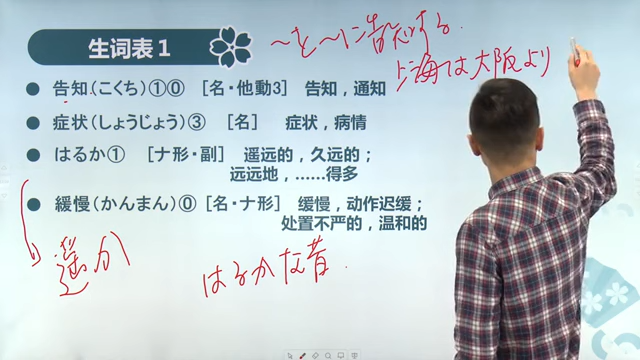 生词表1
～を～に告知する.
上海は大阪より
● 告知(こくち)①⓪ [名・他動3] 告知，通知
● 症状(しょうじょう)③ [名] 症状，病情
● はるか① [ナ形・副] 遥远的，久远的；
远远地，……得多
● 緩慢(かんまん)⓪ [名・ナ形] 缓慢，动作迟缓；
处置不严的，温和的
遥か
はるかな昔.